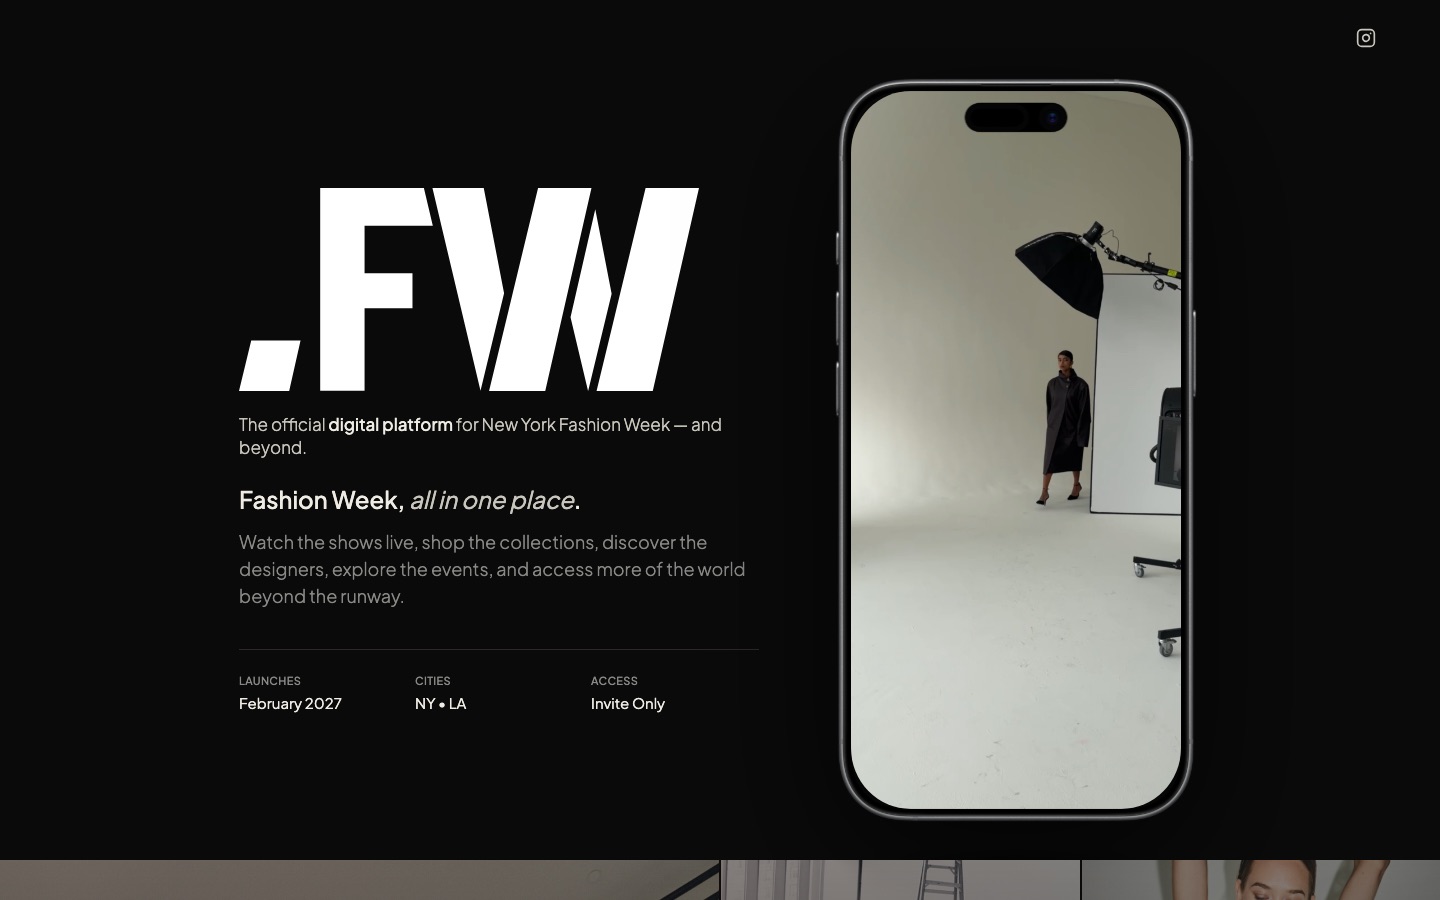 .FW
The official digital platform for New York Fashion Week — and
beyond.
Fashion Week, all in one place.
Watch the shows live, shop the collections, discover the
designers, explore the events, and access more of the world
beyond the runway.
LAUNCHES
February 2027
CITIES
NY • LA
ACCESS
Invite Only